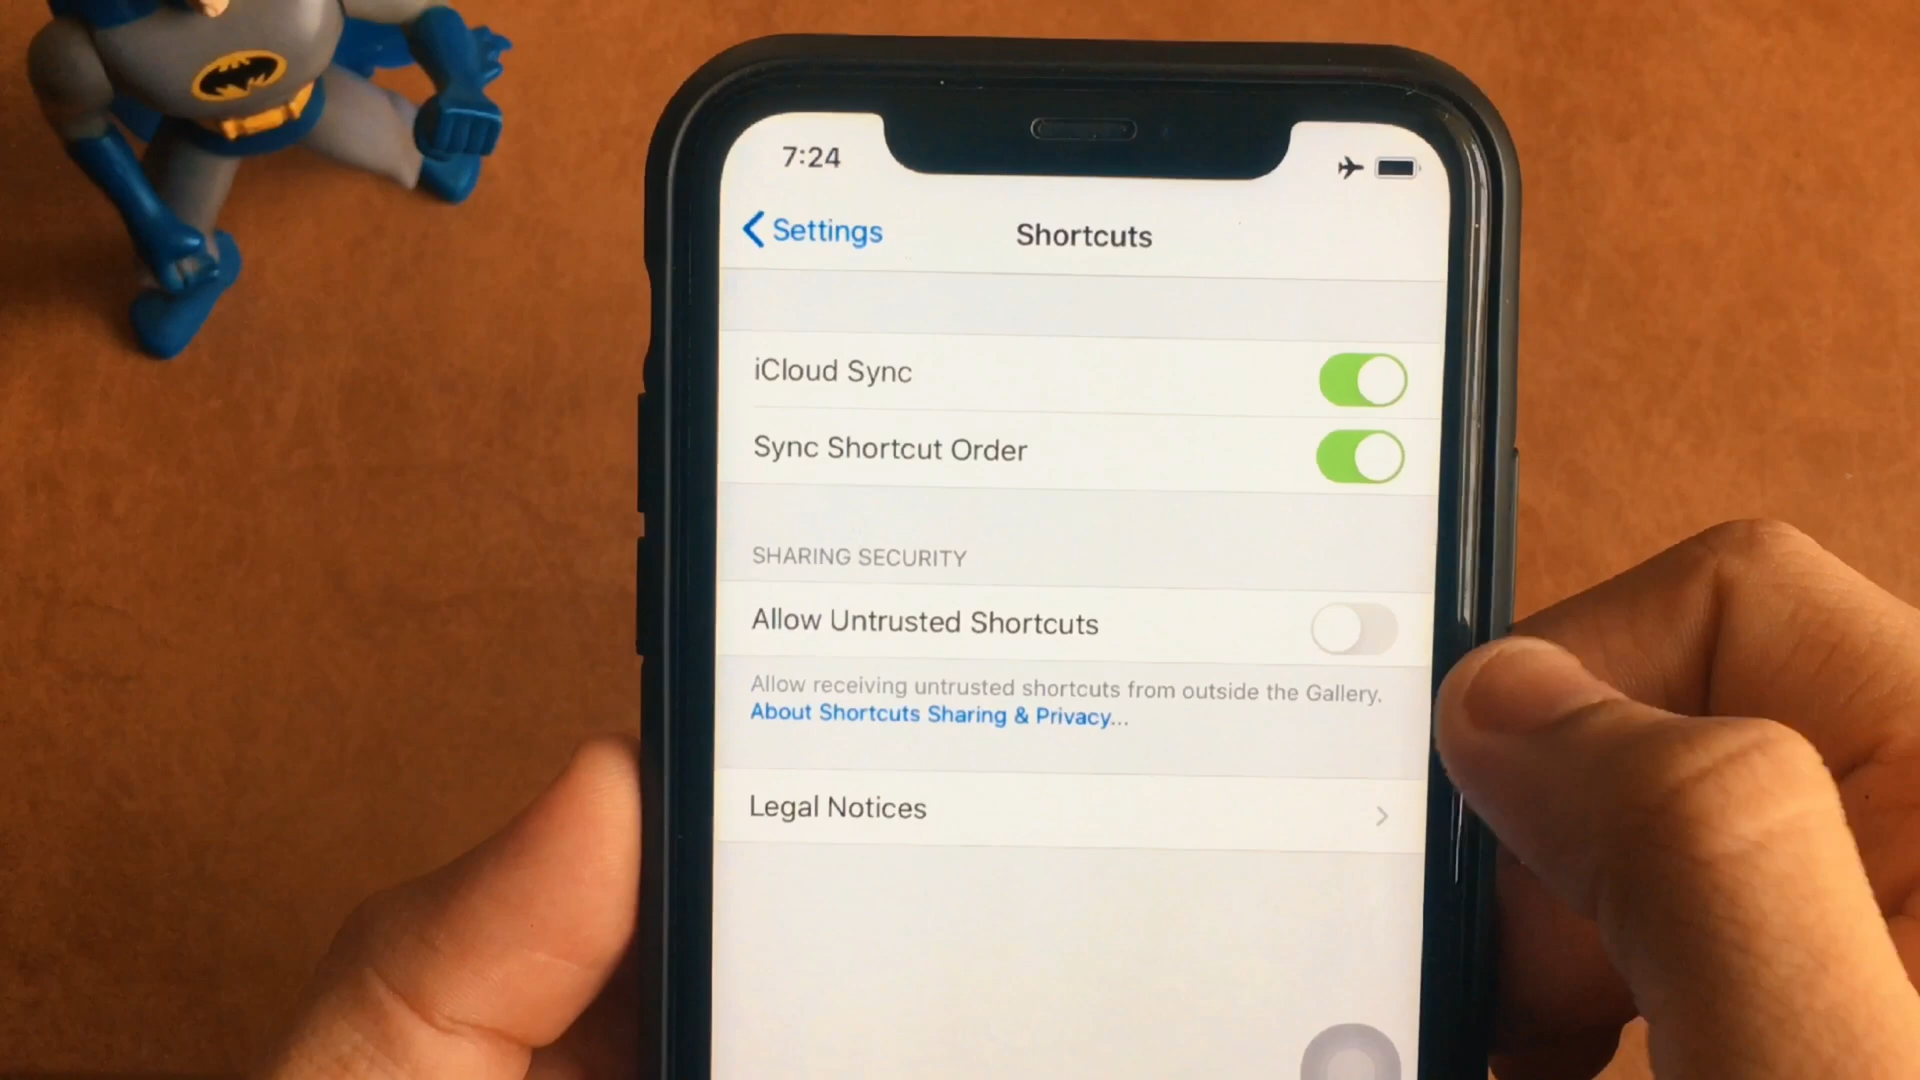 7:24
Settings
Shortcuts
iCloud Sync
Sync Shortcut Order
SHARING SECURITY
Allow Untrusted Shortcuts
Allow receiving untrusted shortcuts from outside the Gallery.
About Shortcuts Sharing & Privacy...
Legal Notices